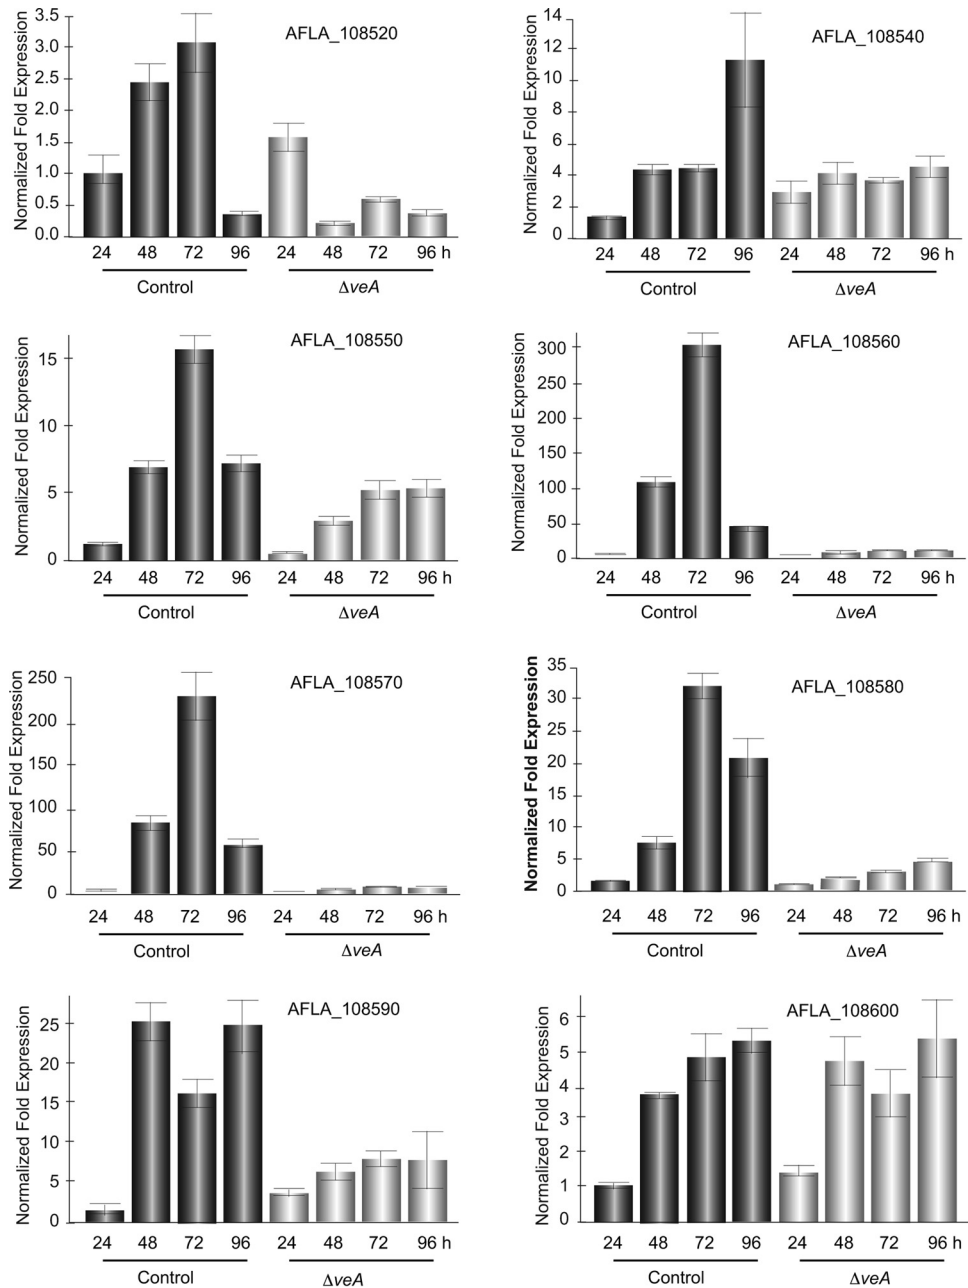 AFLA_108520
Normalized Fold Expression
3.5
3.0
2.5
2.0
1.5
1.0
0.5
0.0
24 48 72 96 24 48 72 96 h
Control ΔveA
AFLA_108540
Normalized Fold Expression
14
12
10
8
6
4
2
0
24 48 72 96 24 48 72 96 h
Control ΔveA
AFLA_108550
Normalized Fold Expression
15
10
5
0
24 48 72 96 24 48 72 96 h
Control ΔveA
AFLA_108560
Normalized Fold Expression
300
250
200
150
100
50
0
24 48 72 96 24 48 72 96 h
Control ΔveA
AFLA_108570
Normalized Fold Expression
250
200
150
100
50
0
24 48 72 96 24 48 72 96 h
Control ΔveA
AFLA_108580
Normalized Fold Expression
35
30
25
20
15
10
5
0
24 48 72 96 24 48 72 96 h
Control ΔveA
AFLA_108590
Normalized Fold Expression
25
20
15
10
5
0
24 48 72 96 24 48 72 96 h
Control ΔveA
AFLA_108600
Normalized Fold Expression
6
5
4
3
2
1
0
24 48 72 96 24 48 72 96 h
Control ΔveA